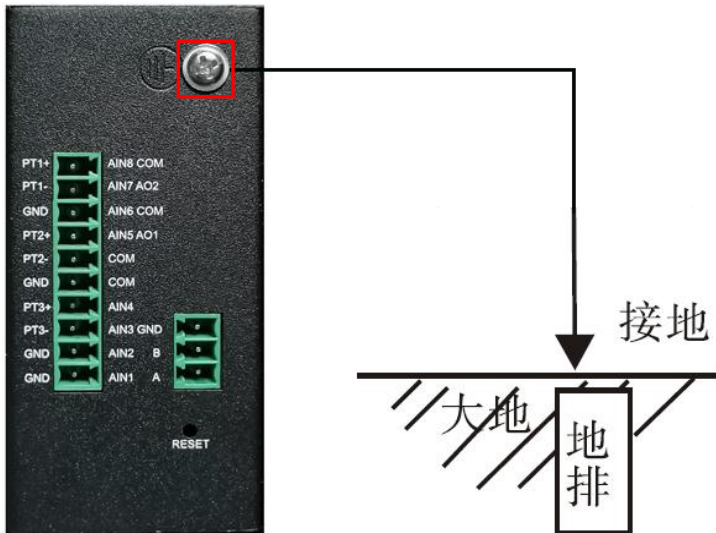 PT1+ AIN8 COM
PT1- AIN7 AO2
GND AIN6 COM
PT2+ AIN5 AO1
PT2- COM
GND COM
PT3+ AIN4
PT3- AIN3 GND
GND AIN2 B
GND AIN1 A
RESET
接地
大地
地
排